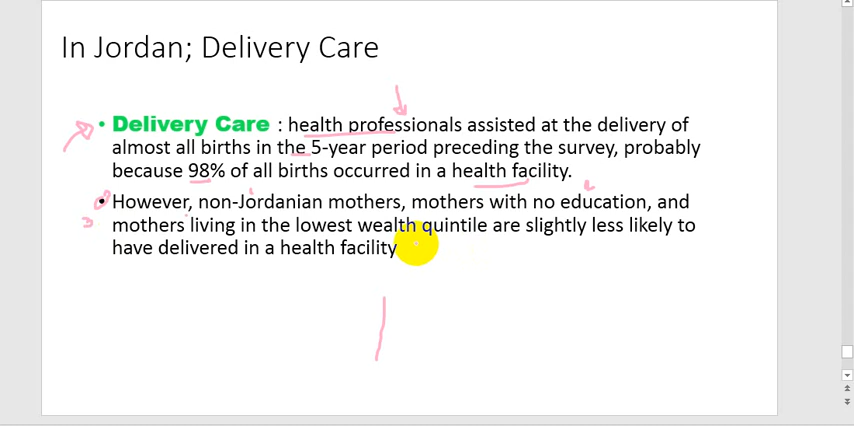 In Jordan; Delivery Care
• Delivery Care : health professionals assisted at the delivery of
almost all births in the 5-year period preceding the survey, probably
because 98% of all births occurred in a health facility.
• However, non-Jordanian mothers, mothers with no education, and
mothers living in the lowest wealth quintile are slightly less likely to
have delivered in a health facility